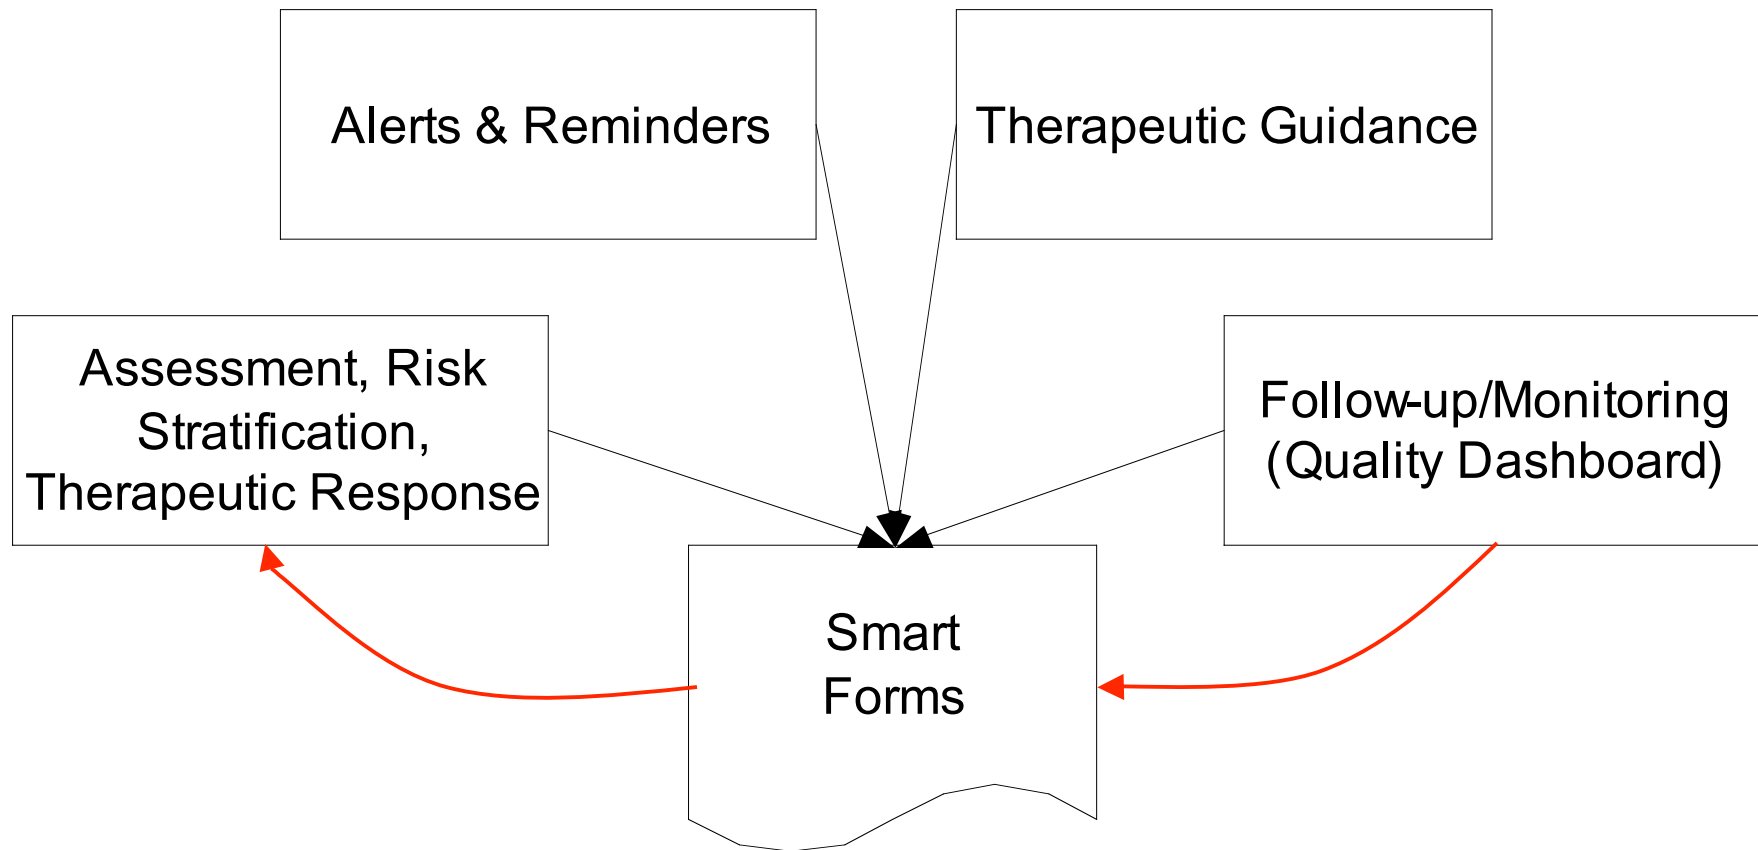 Alerts & Reminders
Therapeutic Guidance
Assessment, Risk
Stratification,
Therapeutic Response
Follow-up/Monitoring
(Quality Dashboard)
Smart
Forms